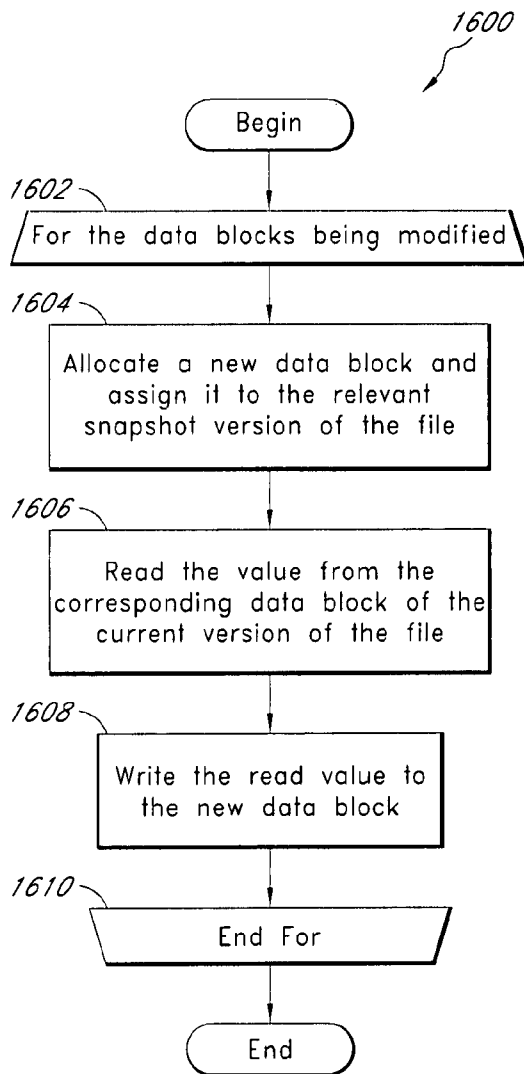 1600
Begin
1602
For the data blocks being modified
1604
Allocate a new data block and
assign it to the relevant
snapshot version of the file
1606
Read the value from the
corresponding data block of the
current version of the file
1608
Write the read value to
the new data block
1610
End For
End